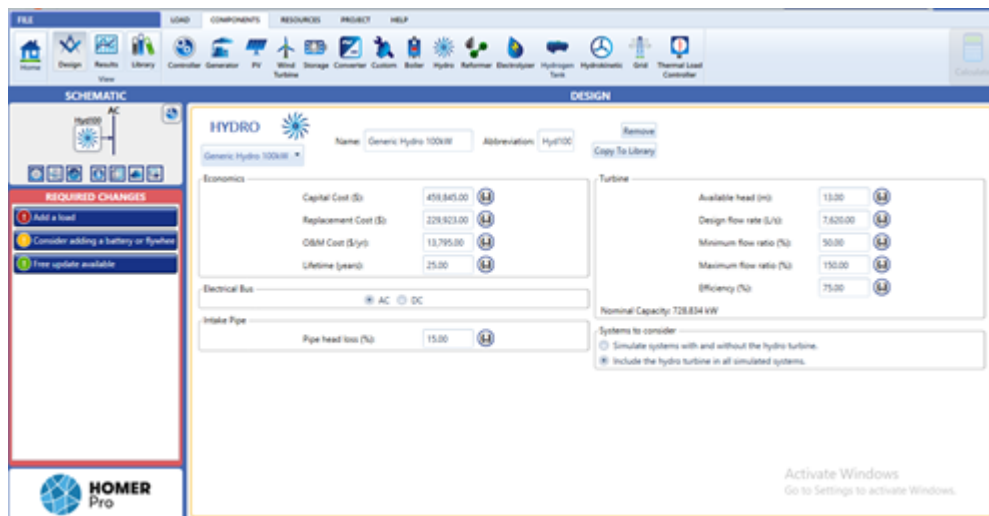 FILE LOAD COMPONENTS RESOURCES PROJECT HELP
Home Design Results Library Controller Generator PV Wind Turbine Storage Converter Custom Boiler Hydro Reformer Electrolyzer Hydrogen Tank Hydrokinetic Grid Thermal Load Controller Calculate
View
SCHEMATIC DESIGN
AC
Hyd100
HYDRO
Name: Generic Hydro 100kW Abbreviation: Hyd100 Remove
Generic Hydro 100kW Copy To Library
REQUIRED CHANGES
Add a load
Consider adding a battery or flywhee
Free update available
Economics
Capital Cost ($): 459,845.00
Replacement Cost ($): 229,923.00
O&M Cost ($/yr): 13,795.00
Lifetime (years): 25.00
Electrical Bus
AC DC
Intake Pipe
Pipe head loss (%): 15.00
Turbine
Available head (m): 13.00
Design flow rate (L/s): 7,620.00
Minimum flow ratio (%): 50.00
Maximum flow ratio (%): 150.00
Efficiency (%): 75.00
Nominal Capacity: 728.834 kW
Systems to consider
Simulate systems with and without the hydro turbine.
Include the hydro turbine in all simulated systems.
HOMER
Pro
Activate Windows
Go to Settings to activate Windows.